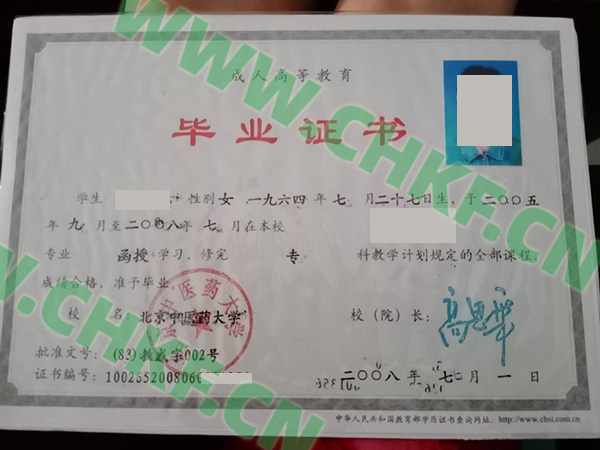 成人高等教育
毕业证书
学生 性别 女 一九六四 年 七 月 二十七日生，于 二〇〇五
年 九 月至 二〇〇八 年 七 月在本校
专业 函授 学习，修完 专 科教学计划规定的全部课程，
成绩合格，准予毕业
校 名：北京中医药大学
校（院）长：高思华
批准文号：(83)教成字002号
证书编号：1002652008060
二〇〇八 年 七 月 一 日
中华人民共和国教育部学历证书查询网址：http://www.chsi.com.cn
WWW.CHKF.CN
WWW.CHKF.CN